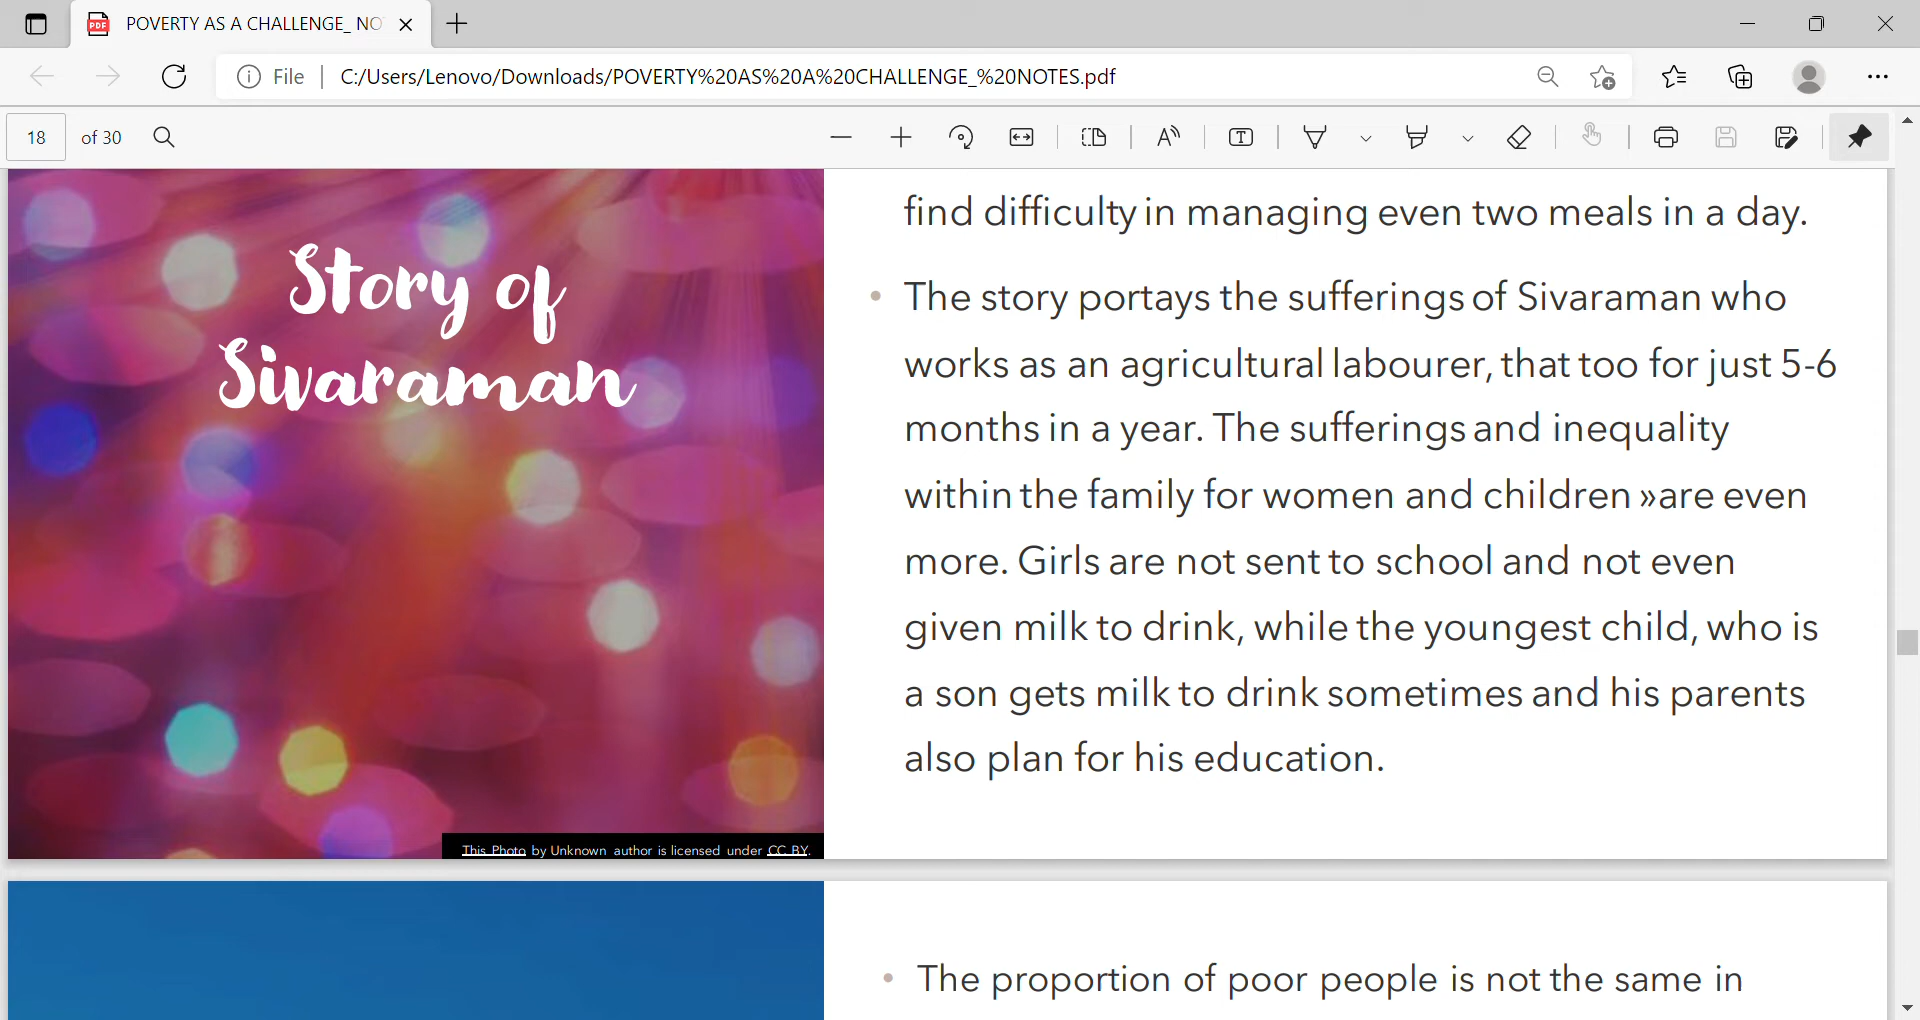 POVERTY AS A CHALLENGE_ NO
File
C:/Users/Lenovo/Downloads/POVERTY%20AS%20A%20CHALLENGE_%20NOTES.pdf
18 of 30
Story of
Sivaraman
This Photo by Unknown author is licensed under CC BY.
find difficulty in managing even two meals in a day.
• The story portays the sufferings of Sivaraman who
works as an agricultural labourer, that too for just 5-6
months in a year. The sufferings and inequality
within the family for women and children »are even
more. Girls are not sent to school and not even
given milk to drink, while the youngest child, who is
a son gets milk to drink sometimes and his parents
also plan for his education.
• The proportion of poor people is not the same in